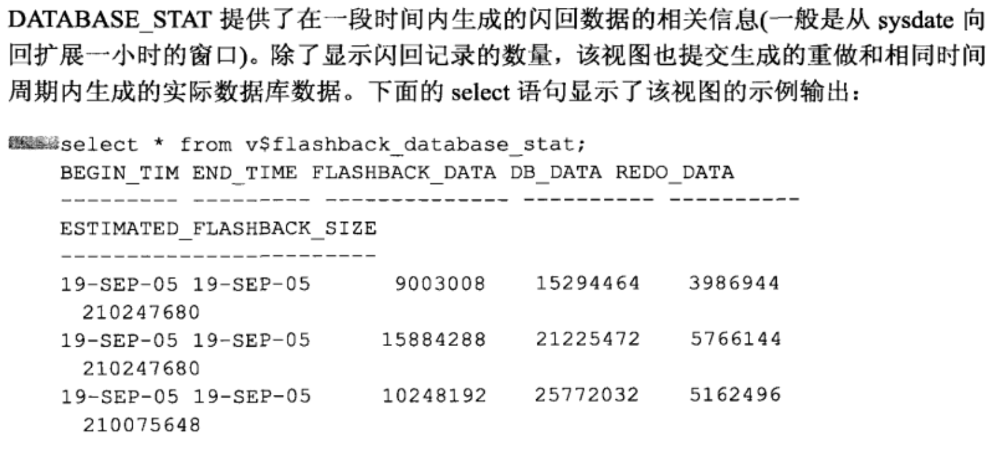 DATABASE_STAT 提供了在一段时间内生成的闪回数据的相关信息(一般是从 sysdate 向
回扩展一小时的窗口)。除了显示闪回记录的数量，该视图也提交生成的重做和相同时间
周期内生成的实际数据库数据。下面的 select 语句显示了该视图的示例输出：
select * from v$flashback_database_stat;
BEGIN_TIM END_TIME FLASHBACK_DATA DB_DATA REDO_DATA
--------- --------- -------------- ---------- ----------
ESTIMATED_FLASHBACK_SIZE
------------------------
19-SEP-05 19-SEP-05 9003008 15294464 3986944
210247680
19-SEP-05 19-SEP-05 15884288 21225472 5766144
210247680
19-SEP-05 19-SEP-05 10248192 25772032 5162496
210075648